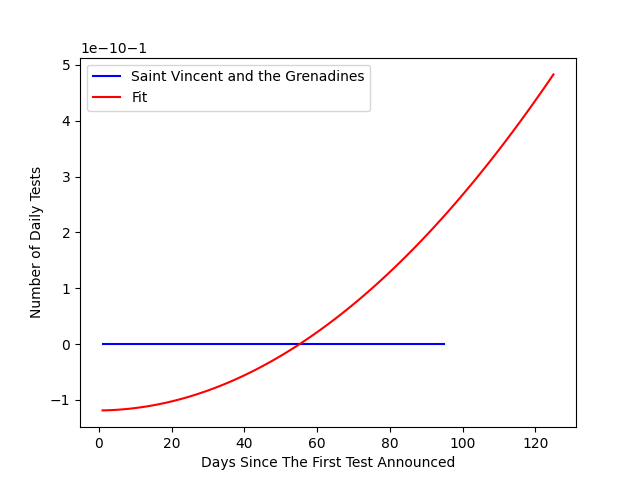 1e−10−1
Saint Vincent and the Grenadines
Fit
Number of Daily Tests
5
4
3
2
1
0
−1
0 20 40 60 80 100 120
Days Since The First Test Announced